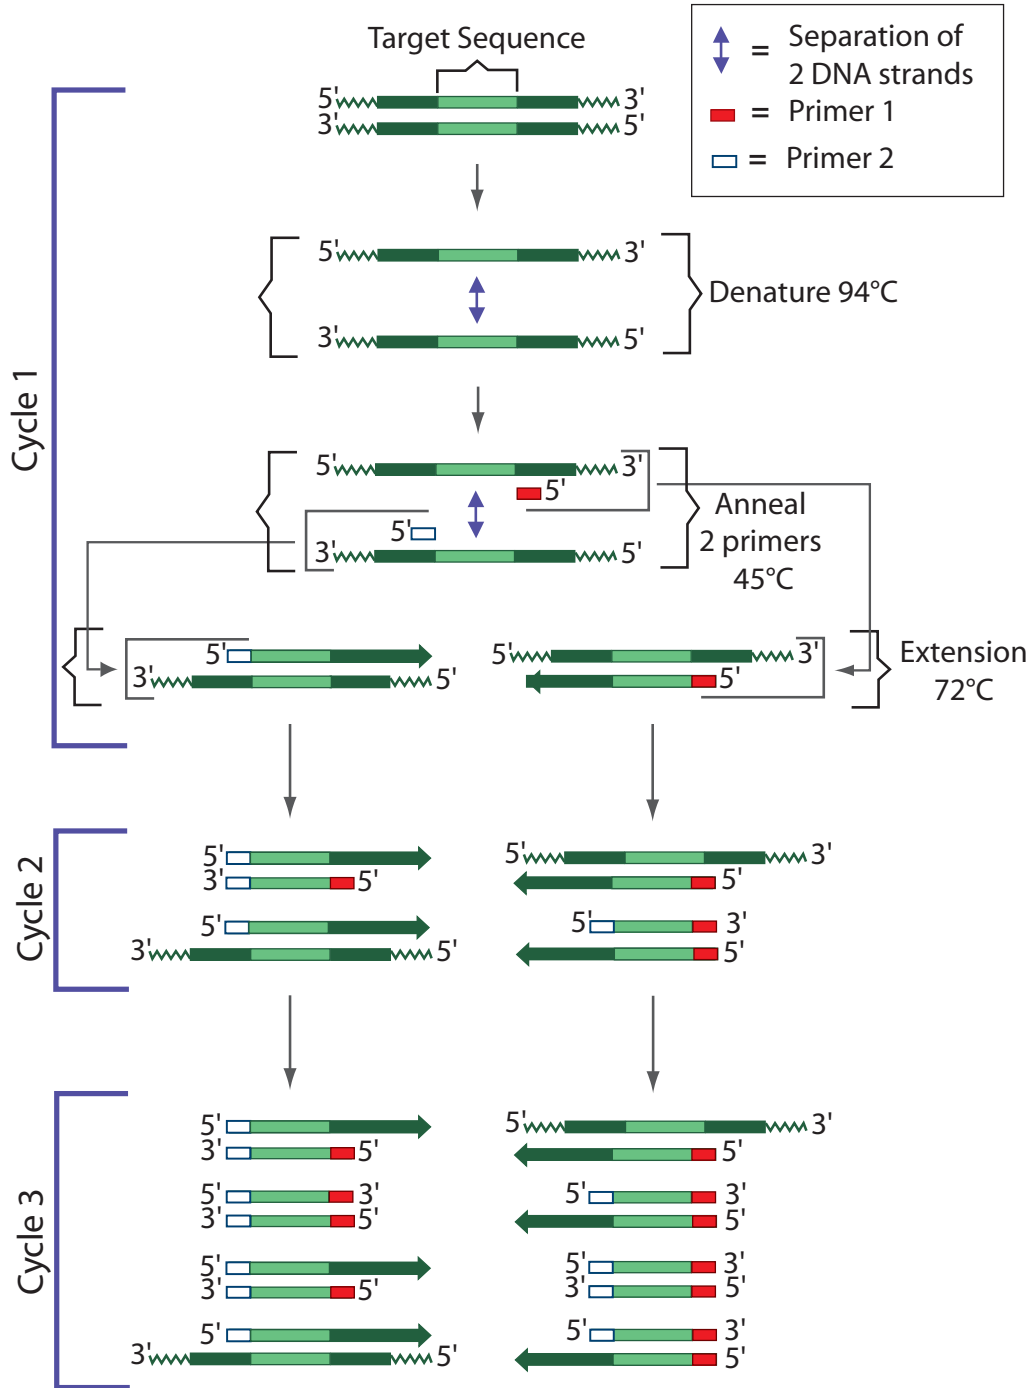 Target Sequence
= Separation of
2 DNA strands
= Primer 1
= Primer 2
5' 3'
3' 5'
Cycle 1
5' 3'
Denature 94°C
3' 5'
5' 3'
5'
Anneal
2 primers
45°C
5'
3' 5'
5'
3' 5'
5' 3'
5'
Extension
72°C
Cycle 2
5'
3' 5'
5'
3' 5'
5' 3'
5'
5' 3'
5'
Cycle 3
5'
3' 5'
5' 3'
3' 5'
5'
3' 5'
5'
3' 5'
5' 3'
5'
5' 3'
5'
5' 3'
3' 5'
5' 3'
5'